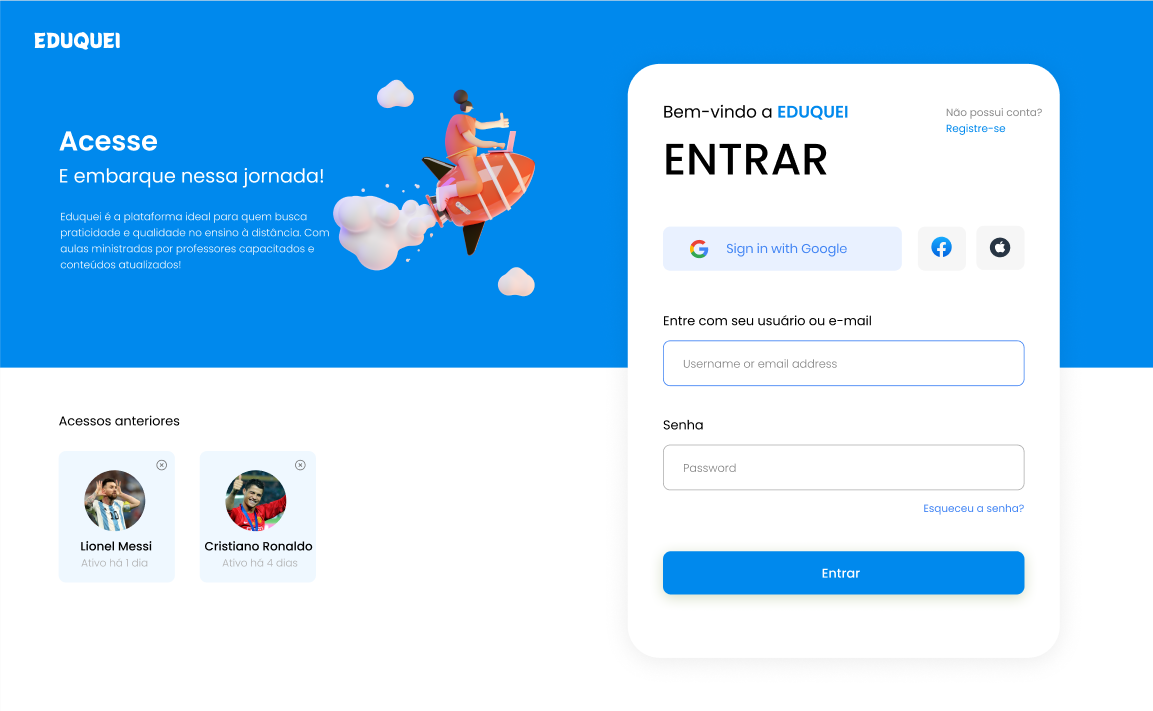 EDUQUEI
Acesse
E embarque nessa jornada!
Eduquei é a plataforma ideal para quem busca
praticidade e qualidade no ensino à distância. Com
aulas ministradas por professores capacitados e
conteúdos atualizados!
Bem-vindo a EDUQUEI
Não possui conta?
Registre-se
ENTRAR
Sign in with Google
Entre com seu usuário ou e-mail
Username or email address
Senha
Password
Esqueceu a senha?
Entrar
Acessos anteriores
10
Lionel Messi
Ativo há 1 dia
Cristiano Ronaldo
Ativo há 4 dias